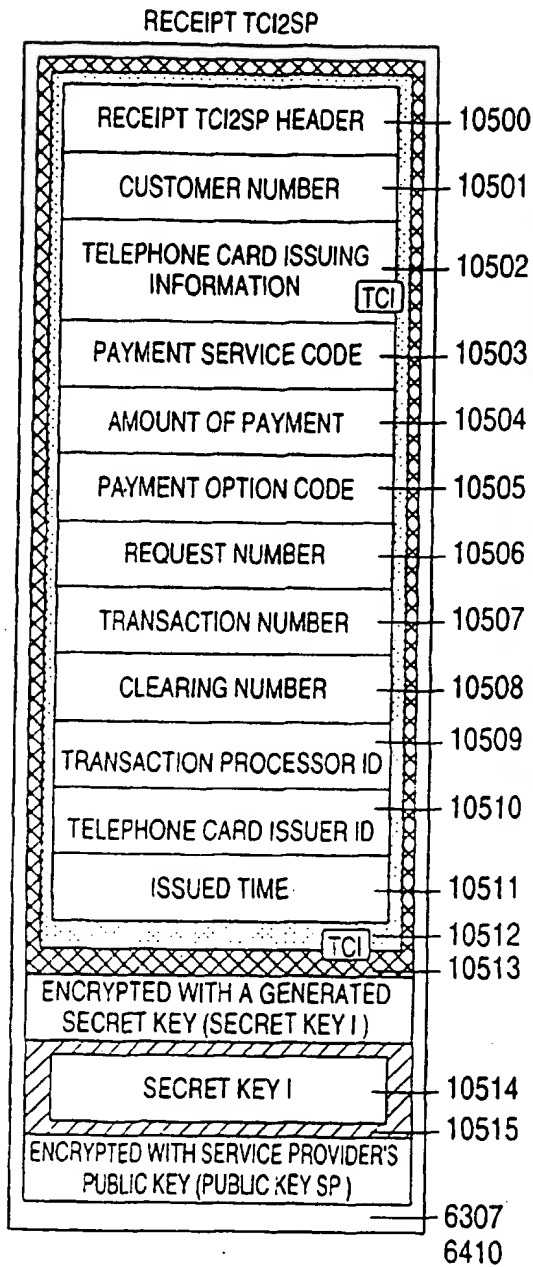 RECEIPT TCI2SP
RECEIPT TCI2SP HEADER
10500
CUSTOMER NUMBER
10501
TELEPHONE CARD ISSUING
INFORMATION
TCI
10502
PAYMENT SERVICE CODE
10503
AMOUNT OF PAYMENT
10504
PAYMENT OPTION CODE
10505
REQUEST NUMBER
10506
TRANSACTION NUMBER
10507
CLEARING NUMBER
10508
TRANSACTION PROCESSOR ID
10509
TELEPHONE CARD ISSUER ID
10510
ISSUED TIME
10511
TCI
10512
10513
ENCRYPTED WITH A GENERATED
SECRET KEY (SECRET KEY I)
SECRET KEY I
10514
10515
ENCRYPTED WITH SERVICE PROVIDER'S
PUBLIC KEY (PUBLIC KEY SP)
6307
6410